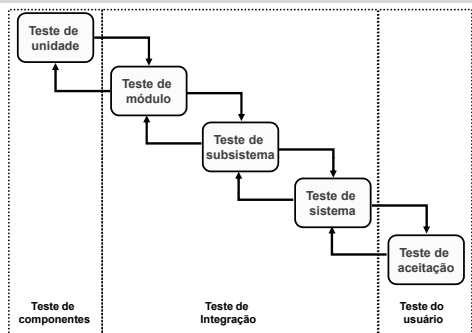 Teste de
unidade
Teste de
módulo
Teste de
subsistema
Teste de
sistema
Teste de
aceitação
Teste de
componentes
Teste de
Integração
Teste do
usuário